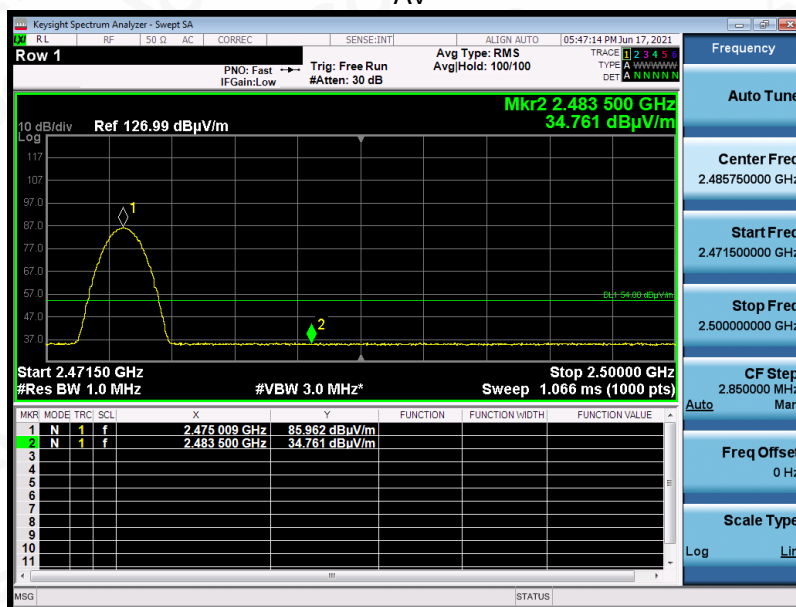 AV
Keysight Spectrum Analyzer - Swept SA
LXI RL RF 50 Ω AC CORREC SENSE:INT ALIGN AUTO 05:47:14 PM Jun 17, 2021
Row 1
PNO: Fast
IFGain:Low
Trig: Free Run
#Atten: 30 dB
Avg Type: RMS
Avg|Hold: 100/100
TRACE 1 2 3 4 5 6
TYPE A WWWWW
DET A N N N N N
Mkr2 2.483 500 GHz
34.761 dBµV/m
10 dB/div Ref 126.99 dBµV/m
Log
117
107
97.0
87.0
77.0
67.0
57.0
47.0
37.0
1
2
DL1 54.00 dBµV/m
Start 2.47150 GHz Stop 2.50000 GHz
#Res BW 1.0 MHz #VBW 3.0 MHz* Sweep 1.066 ms (1000 pts)
MKR MODE TRC SCL X Y FUNCTION FUNCTION WIDTH FUNCTION VALUE
1 N 1 f 2.475 009 GHz 85.962 dBµV/m
2 N 1 f 2.483 500 GHz 34.761 dBµV/m
3
4
5
6
7
8
9
10
11
MSG STATUS
Frequency
Auto Tune
Center Freq
2.485750000 GHz
Start Freq
2.471500000 GHz
Stop Freq
2.500000000 GHz
CF Step
2.850000 MHz
Auto Man
Freq Offset
0 Hz
Scale Type
Log Lin